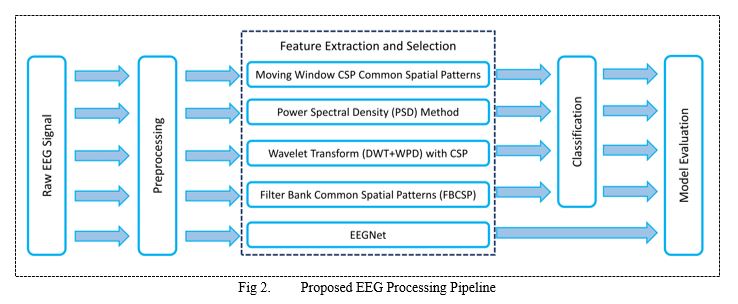 Raw EEG Signal
Preprocessing
Feature Extraction and Selection
Moving Window CSP Common Spatial Patterns
Power Spectral Density (PSD) Method
Wavelet Transform (DWT+WPD) with CSP
Filter Bank Common Spatial Patterns (FBCSP)
EEGNet
Classification
Model Evaluation
Fig 2. Proposed EEG Processing Pipeline